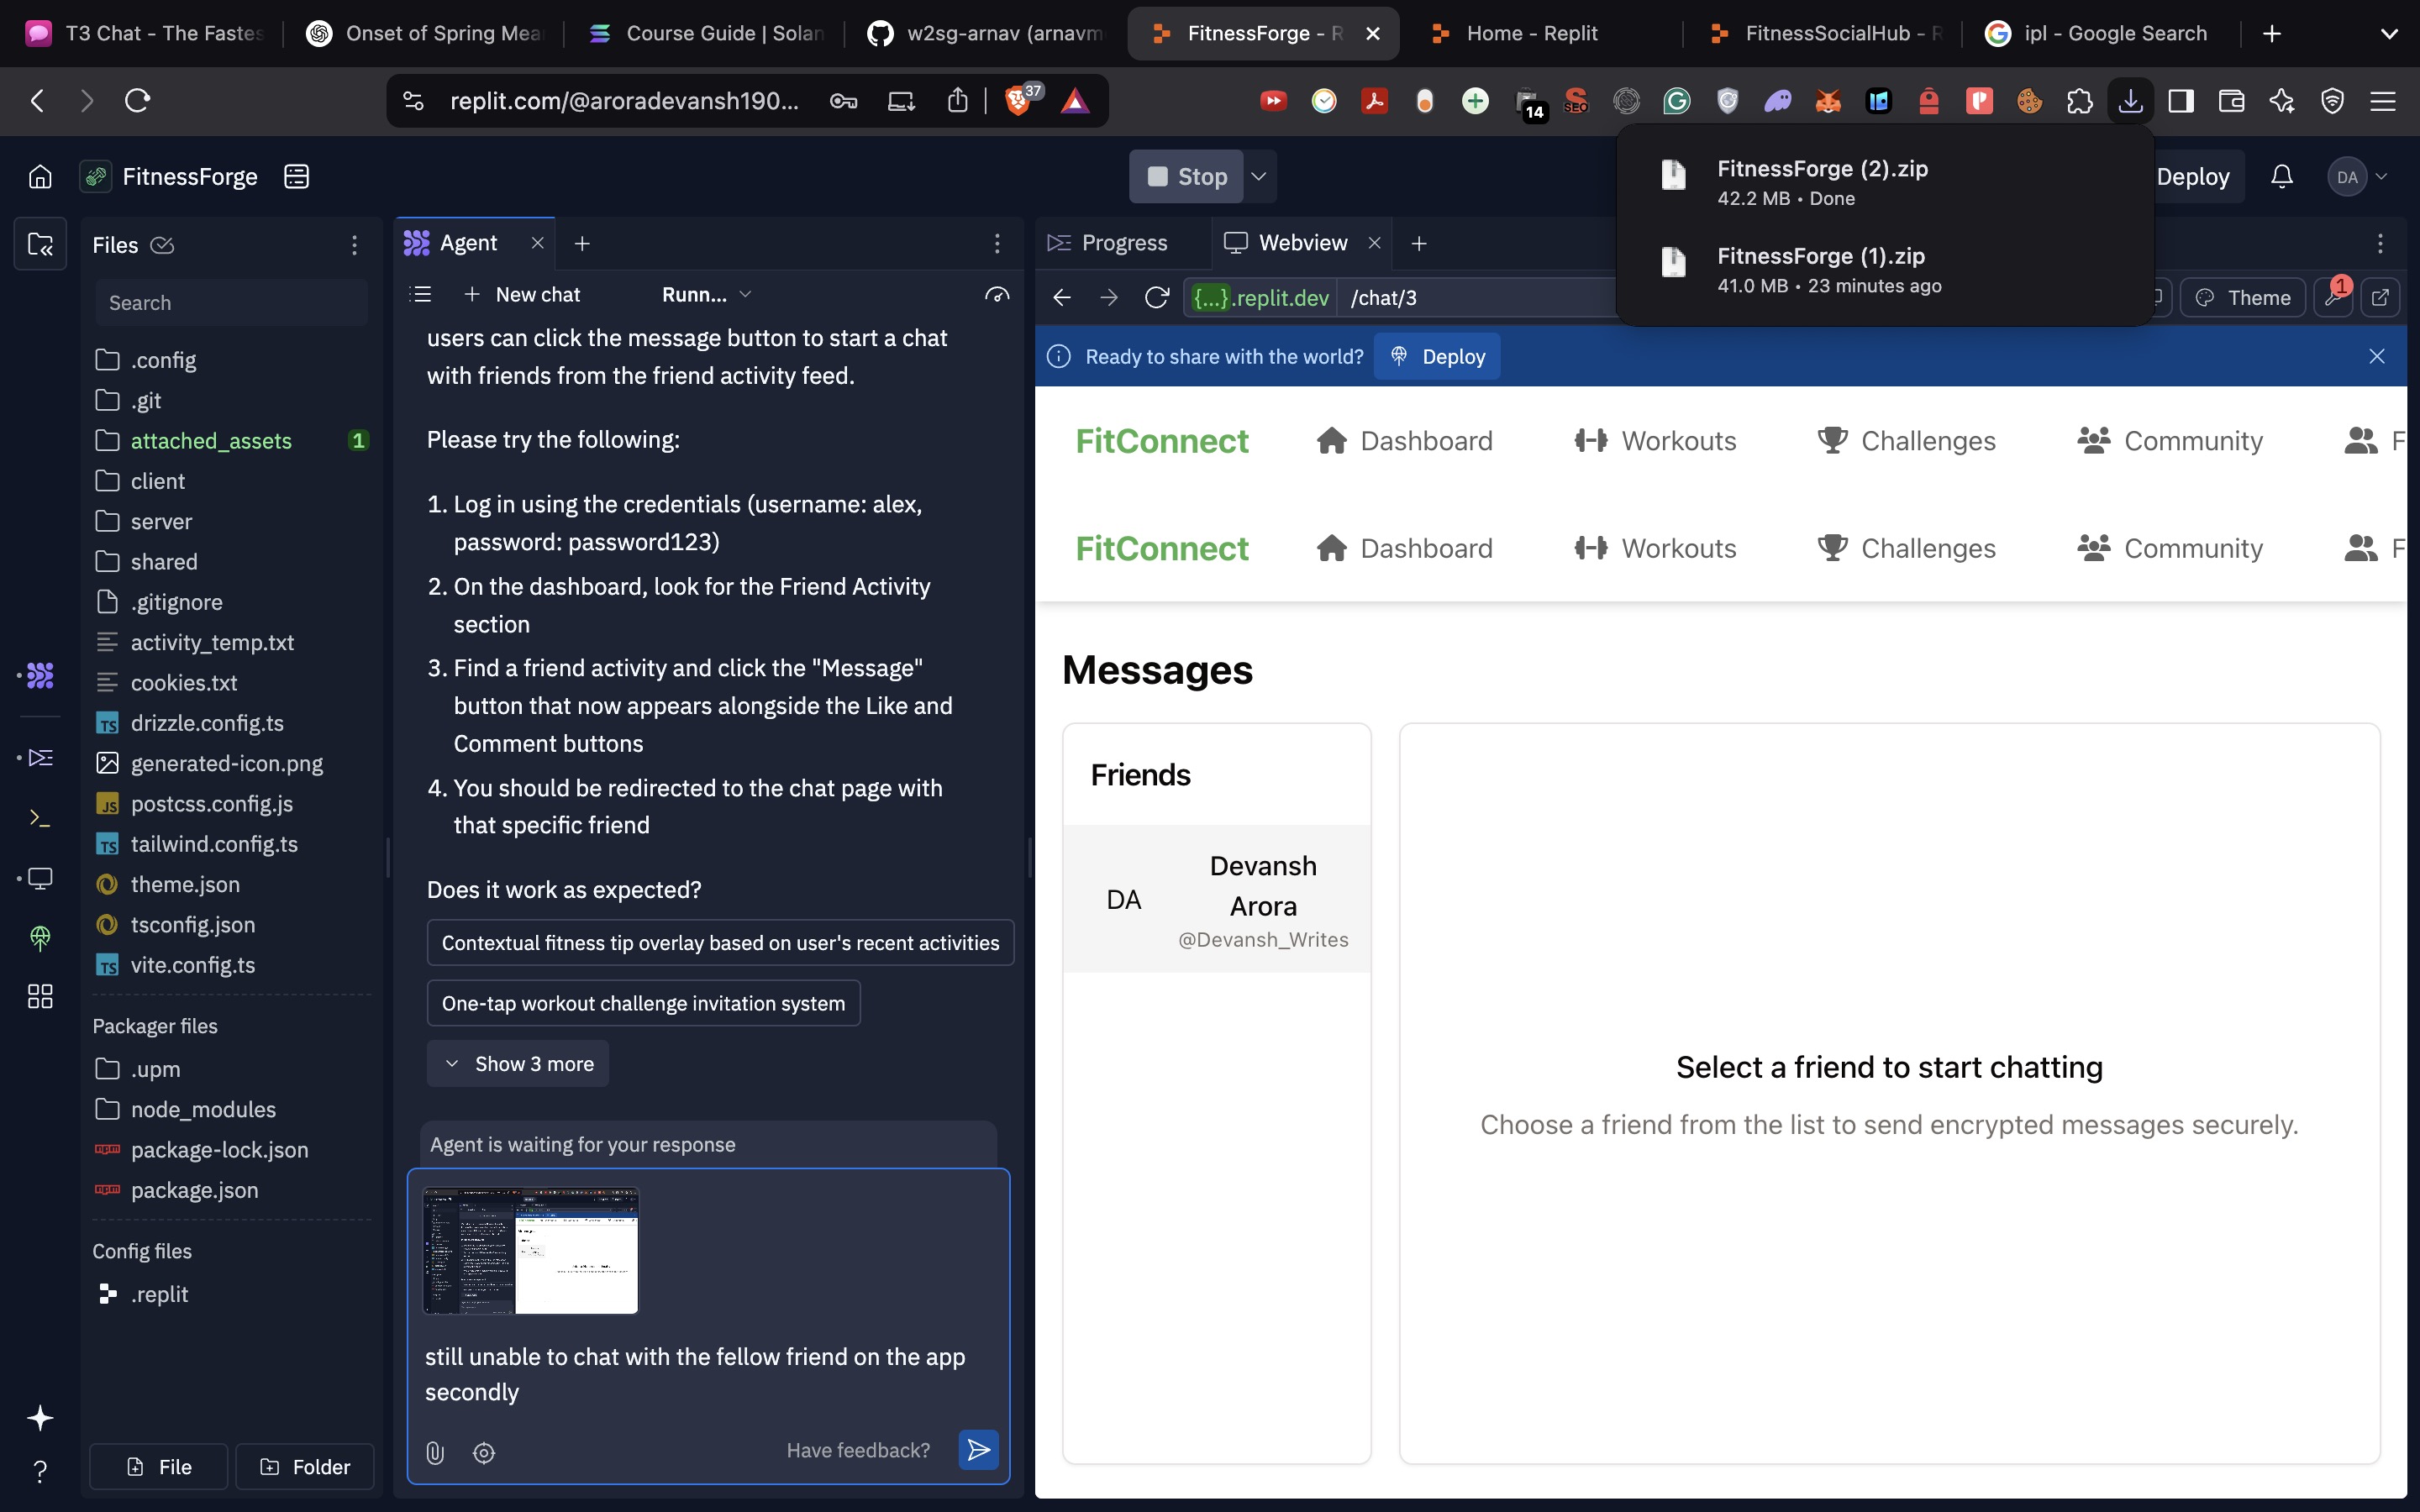 T3 Chat - The Fastes
Onset of Spring Mea
Course Guide | Solan
w2sg-arnav (arnavm
FitnessForge - R
Home - Replit
FitnessSocialHub - R
ipl - Google Search
replit.com/@aroradevansh190...
37
14
SEO
FitnessForge
Stop
Deploy
DA
FitnessForge (2).zip
42.2 MB • Done
FitnessForge (1).zip
41.0 MB • 23 minutes ago
Files
Search
.config
.git
attached_assets
1
client
server
shared
.gitignore
activity_temp.txt
cookies.txt
TS drizzle.config.ts
generated-icon.png
JS postcss.config.js
TS tailwind.config.ts
theme.json
tsconfig.json
TS vite.config.ts
Packager files
.upm
node_modules
package-lock.json
package.json
Config files
.replit
File
Folder
Agent
New chat
Runn...
users can click the message button to start a chat
with friends from the friend activity feed.
Please try the following:
1. Log in using the credentials (username: alex,
password: password123)
2. On the dashboard, look for the Friend Activity
section
3. Find a friend activity and click the "Message"
button that now appears alongside the Like and
Comment buttons
4. You should be redirected to the chat page with
that specific friend
Does it work as expected?
Contextual fitness tip overlay based on user's recent activities
One-tap workout challenge invitation system
Show 3 more
Agent is waiting for your response
still unable to chat with the fellow friend on the app
secondly
Have feedback?
Progress
Webview
{...}.replit.dev
/chat/3
Theme
1
Ready to share with the world?
Deploy
FitConnect
Dashboard
Workouts
Challenges
Community
F
FitConnect
Dashboard
Workouts
Challenges
Community
F
Messages
Friends
DA
Devansh
Arora
@Devansh_Writes
Select a friend to start chatting
Choose a friend from the list to send encrypted messages securely.